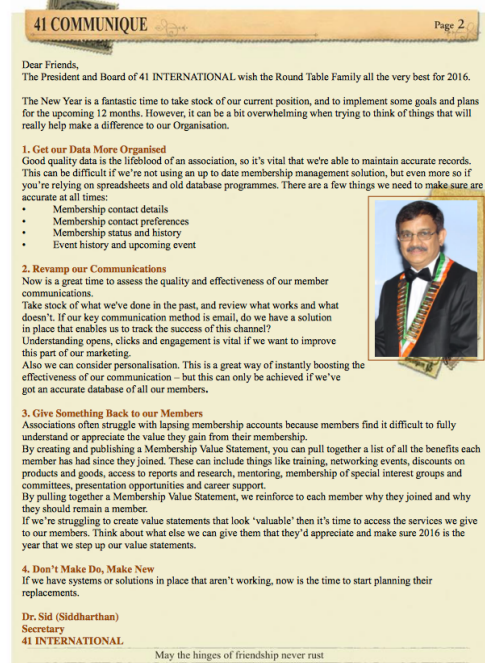 41 COMMUNIQUE
Page 2
Dear Friends,
The President and Board of 41 INTERNATIONAL wish the Round Table Family all the very best for 2016.
The New Year is a fantastic time to take stock of our current position, and to implement some goals and plans
for the upcoming 12 months. However, it can be a bit overwhelming when trying to think of things that will
really help make a difference to our Organisation.
1. Get our Data More Organised
Good quality data is the lifeblood of an association, so it's vital that we're able to maintain accurate records.
This can be difficult if we're not using an up to date membership management solution, but even more so if
you're relying on spreadsheets and old database programmes. There are a few things we need to make sure are
accurate at all times:
• Membership contact details
• Membership contact preferences
• Membership status and history
• Event history and upcoming event
2. Revamp our Communications
Now is a great time to assess the quality and effectiveness of our member
communications.
Take stock of what we've done in the past, and review what works and what
doesn't. If our key communication method is email, do we have a solution
in place that enables us to track the success of this channel?
Understanding opens, clicks and engagement is vital if we want to improve
this part of our marketing.
Also we can consider personalisation. This is a great way of instantly boosting the
effectiveness of our communication – but this can only be achieved if we've
got an accurate database of all our members.
3. Give Something Back to our Members
Associations often struggle with lapsing membership accounts because members find it difficult to fully
understand or appreciate the value they gain from their membership.
By creating and publishing a Membership Value Statement, you can pull together a list of all the benefits each
member has had since they joined. These can include things like training, networking events, discounts on
products and goods, access to reports and research, mentoring, membership of special interest groups and
committees, presentation opportunities and career support.
By pulling together a Membership Value Statement, we reinforce to each member why they joined and why
they should remain a member.
If we're struggling to create value statements that look 'valuable' then it's time to access the services we give
to our members. Think about what else we can give them that they'd appreciate and make sure 2016 is the
year that we step up our value statements.
4. Don't Make Do, Make New
If we have systems or solutions in place that aren't working, now is the time to start planning their
replacements.
Dr. Sid (Siddharthan)
Secretary
41 INTERNATIONAL
May the hinges of friendship never rust